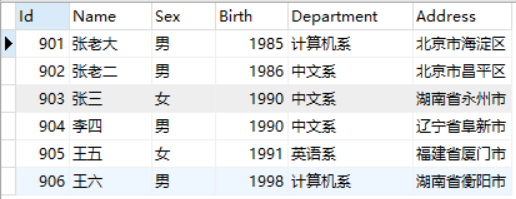 Id Name Sex Birth Department Address
901 张老大 男 1985 计算机系 北京市海淀区
902 张老二 男 1986 中文系 北京市昌平区
903 张三 女 1990 中文系 湖南省永州市
904 李四 男 1990 中文系 辽宁省阜新市
905 王五 女 1991 英语系 福建省厦门市
906 王六 男 1998 计算机系 湖南省衡阳市